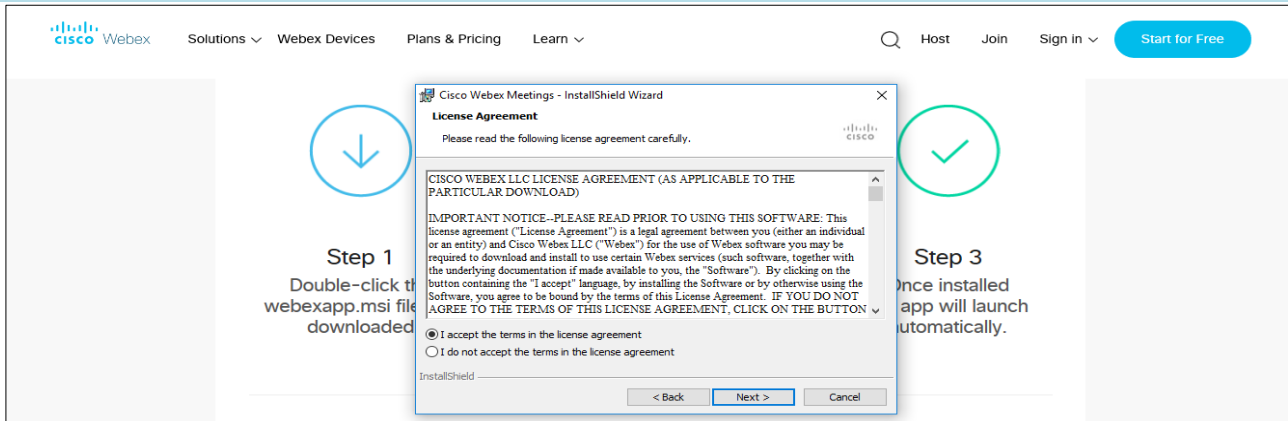 CISCO Webex Solutions Webex Devices Plans & Pricing Learn Host Join Sign in Start for Free
Cisco Webex Meetings - InstallShield Wizard
License Agreement
Please read the following license agreement carefully.
CISCO
CISCO WEBEX LLC LICENSE AGREEMENT (AS APPLICABLE TO THE
PARTICULAR DOWNLOAD)
IMPORTANT NOTICE--PLEASE READ PRIOR TO USING THIS SOFTWARE: This
license agreement ("License Agreement") is a legal agreement between you (either an individual
or an entity) and Cisco Webex LLC ("Webex") for the use of Webex software you may be
required to download and install to use certain Webex services (such software, together with
the underlying documentation if made available to you, the "Software"). By clicking on the
button containing the "I accept" language, by installing the Software or by otherwise using the
Software, you agree to be bound by the terms of this License Agreement. IF YOU DO NOT
AGREE TO THE TERMS OF THIS LICENSE AGREEMENT, CLICK ON THE BUTTON
I accept the terms in the license agreement
I do not accept the terms in the license agreement
InstallShield
< Back Next > Cancel
Step 1
Double-click
webexapp.msi
downloaded
Step 3
installed
app will launch